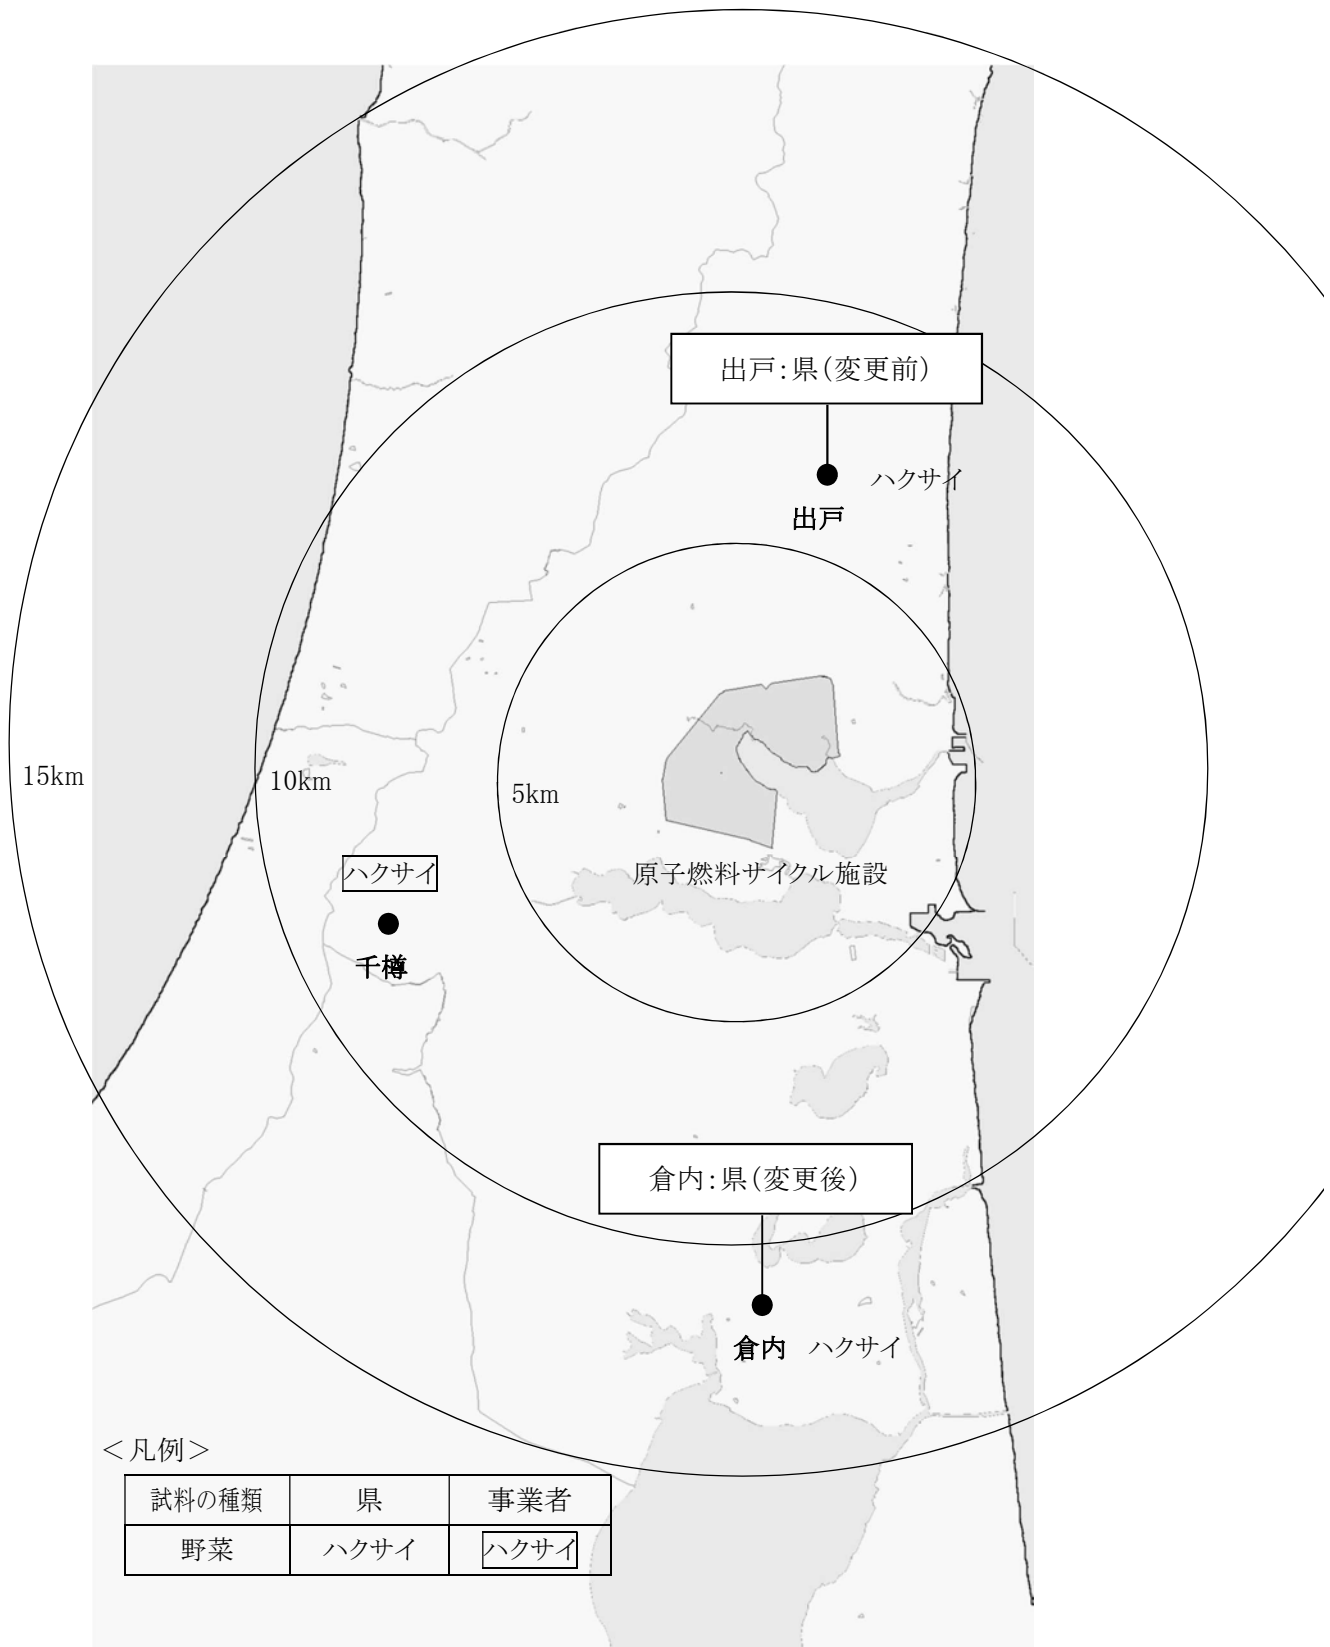 出戸:県(変更前)
ハクサイ
出戸
15km
10km
5km
原子燃料サイクル施設
ハクサイ
千樽
倉内:県(変更後)
倉内 ハクサイ
<凡例>
試料の種類 県 事業者
野菜 ハクサイ ハクサイ